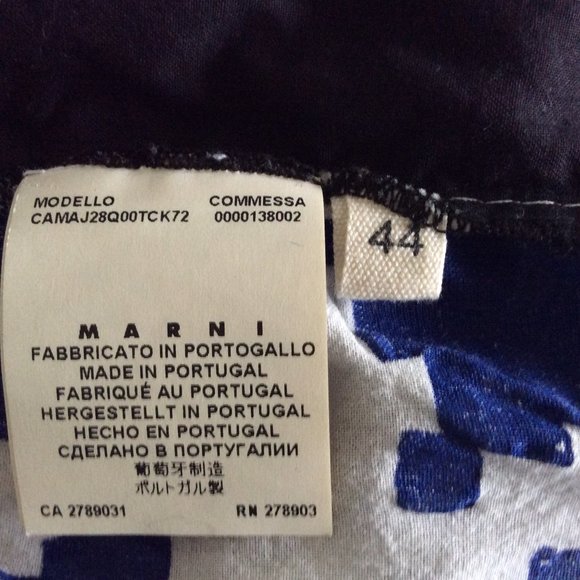 MODELLO COMMESSA
CAMAJ28Q00TCK72 0000138002
44
MARNI
FABBRICATO IN PORTOGALLO
MADE IN PORTUGAL
FABRIQUÉ AU PORTUGAL
HERGESTELLT IN PORTUGAL
HECHO EN PORTUGAL
СДЕЛАНО В ПОРТУГАЛИИ
葡萄牙制造
ポルトガル製
CA 2789031 RN 278903